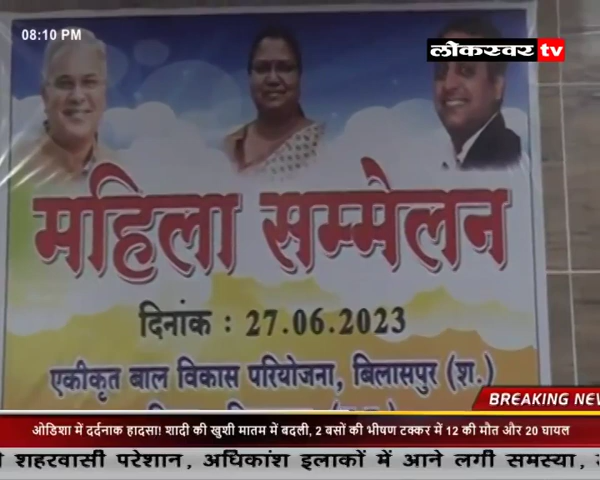 08:10 PM
लोकस्वर tv
महिला सम्मेलन
दिनांक : 27.06.2023
एकीकृत बाल विकास परियोजना, बिलासपुर (श.)
BREAKING NEW
ओडिशा में दर्दनाक हादसा! शादी की खुशी मातम में बदली, 2 बसों की भीषण टक्कर में 12 की मौत और 20 घायल
शहरवासी परेशान, अधिकांश इलाकों में आने लगी समस्या,